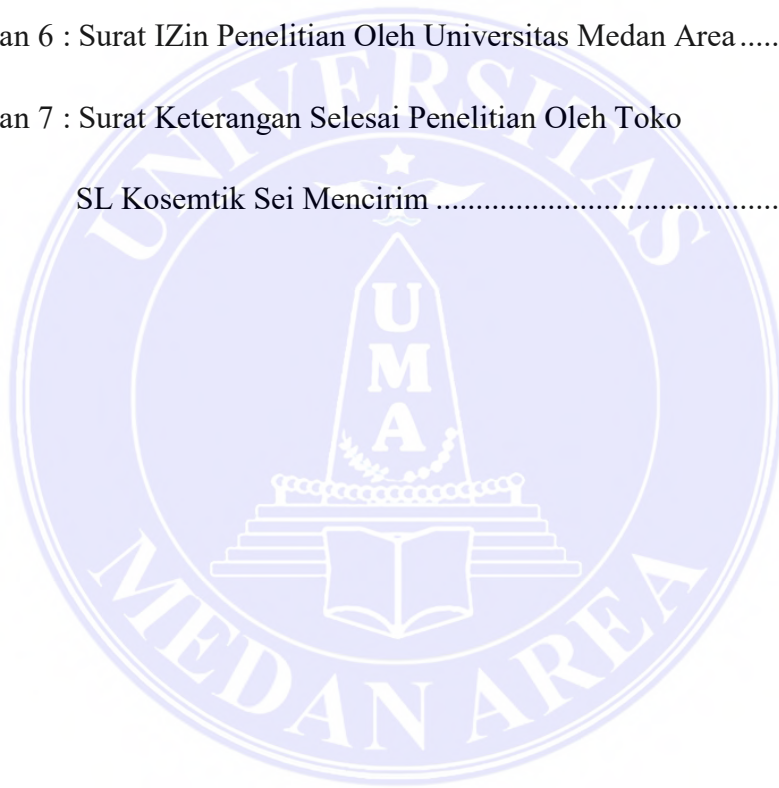 an 6 : Surat IZin Penelitian Oleh Universitas Medan Area .....
an 7 : Surat Keterangan Selesai Penelitian Oleh Toko
SL Kosemtik Sei Mencirim ...........................................
UNIVERSITAS
UMA
MEDAN AREA